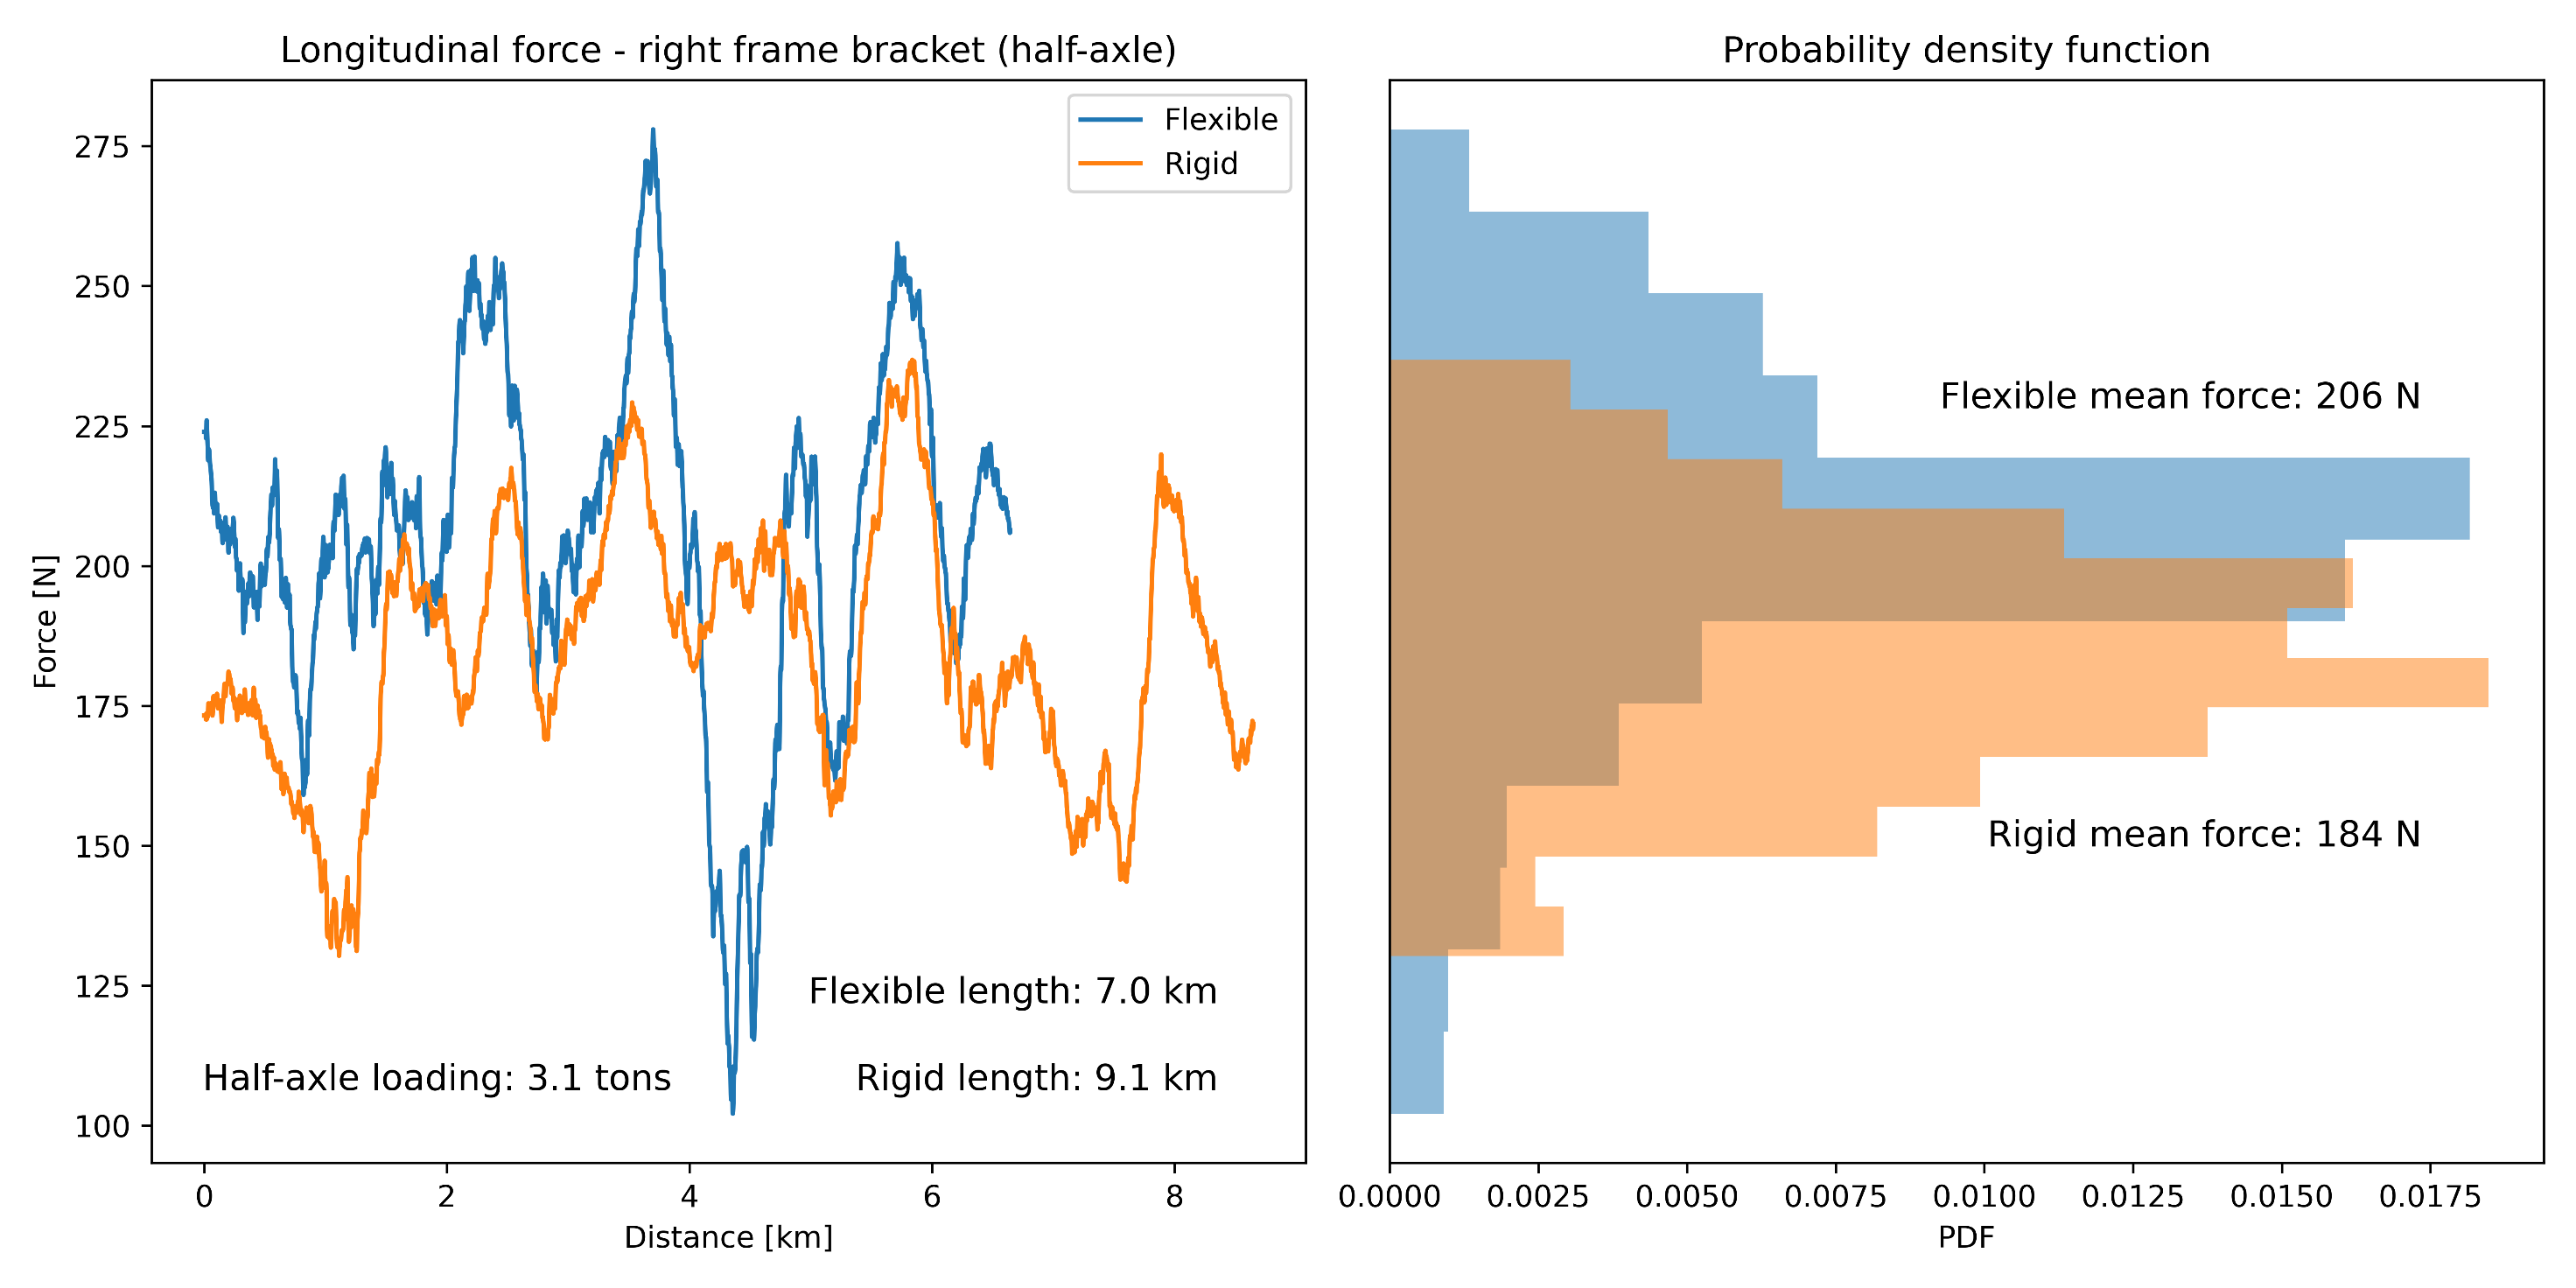 Longitudinal force - right frame bracket (half-axle)
Flexible
Rigid
275
250
225
200
175
150
125
100
Force [N]
Flexible length: 7.0 km
Half-axle loading: 3.1 tons
Rigid length: 9.1 km
0 2 4 6 8
Distance [km]
Probability density function
Flexible mean force: 206 N
Rigid mean force: 184 N
0.0000 0.0025 0.0050 0.0075 0.0100 0.0125 0.0150 0.0175
PDF